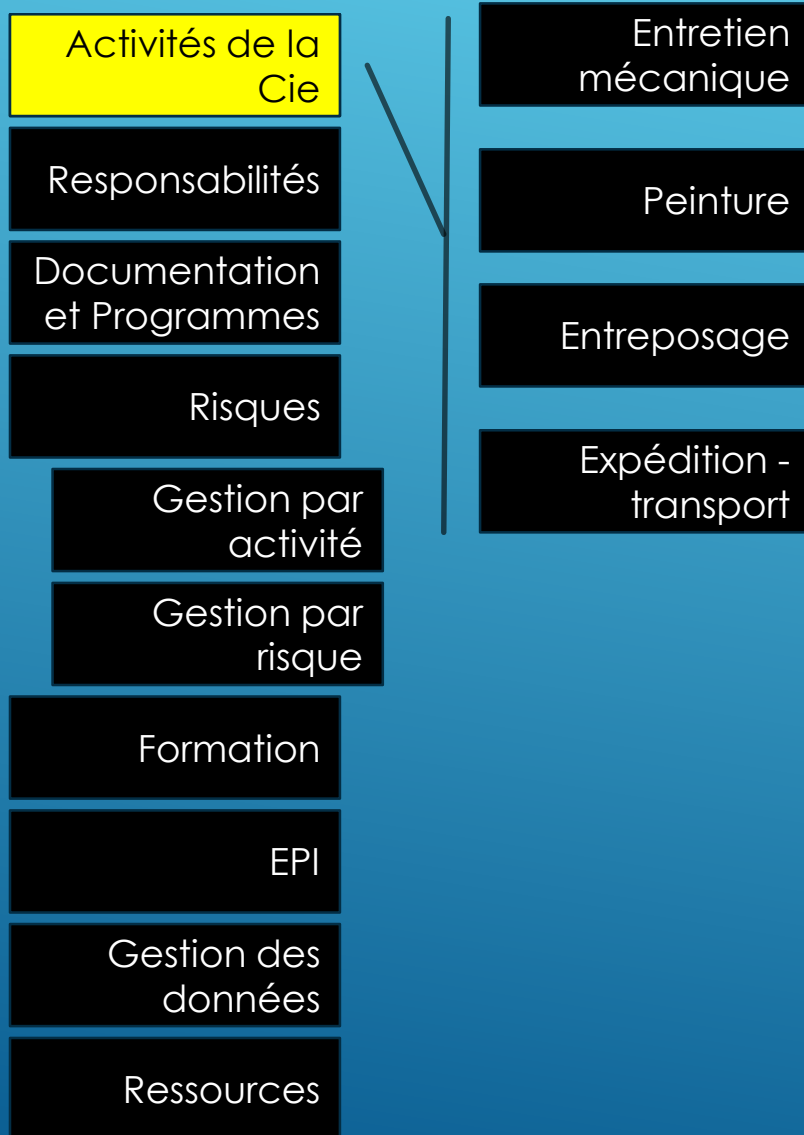 Activités de la
Cie
Responsabilités
Documentation
et Programmes
Risques
Gestion par
activité
Gestion par
risque
Formation
EPI
Gestion des
données
Ressources
Entretien
mécanique
Peinture
Entreposage
Expédition -
transport